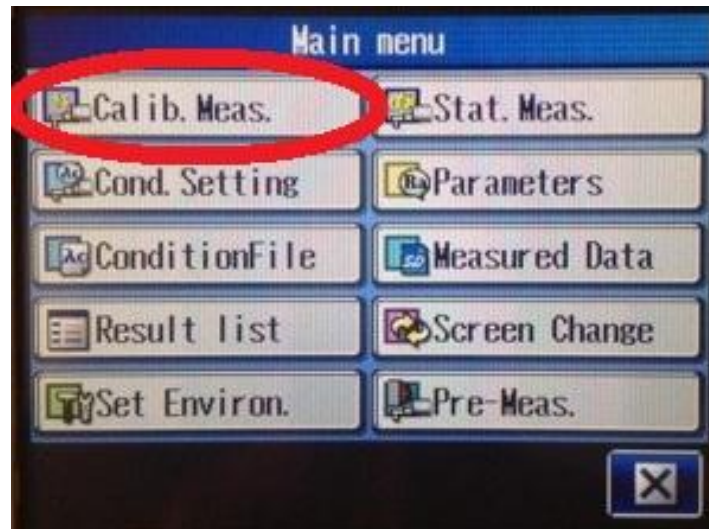 Main menu
Calib. Meas.
Stat. Meas.
Cond. Setting
Parameters
ConditionFile
Measured Data
Result list
Screen Change
Set Environ.
Pre-Meas.